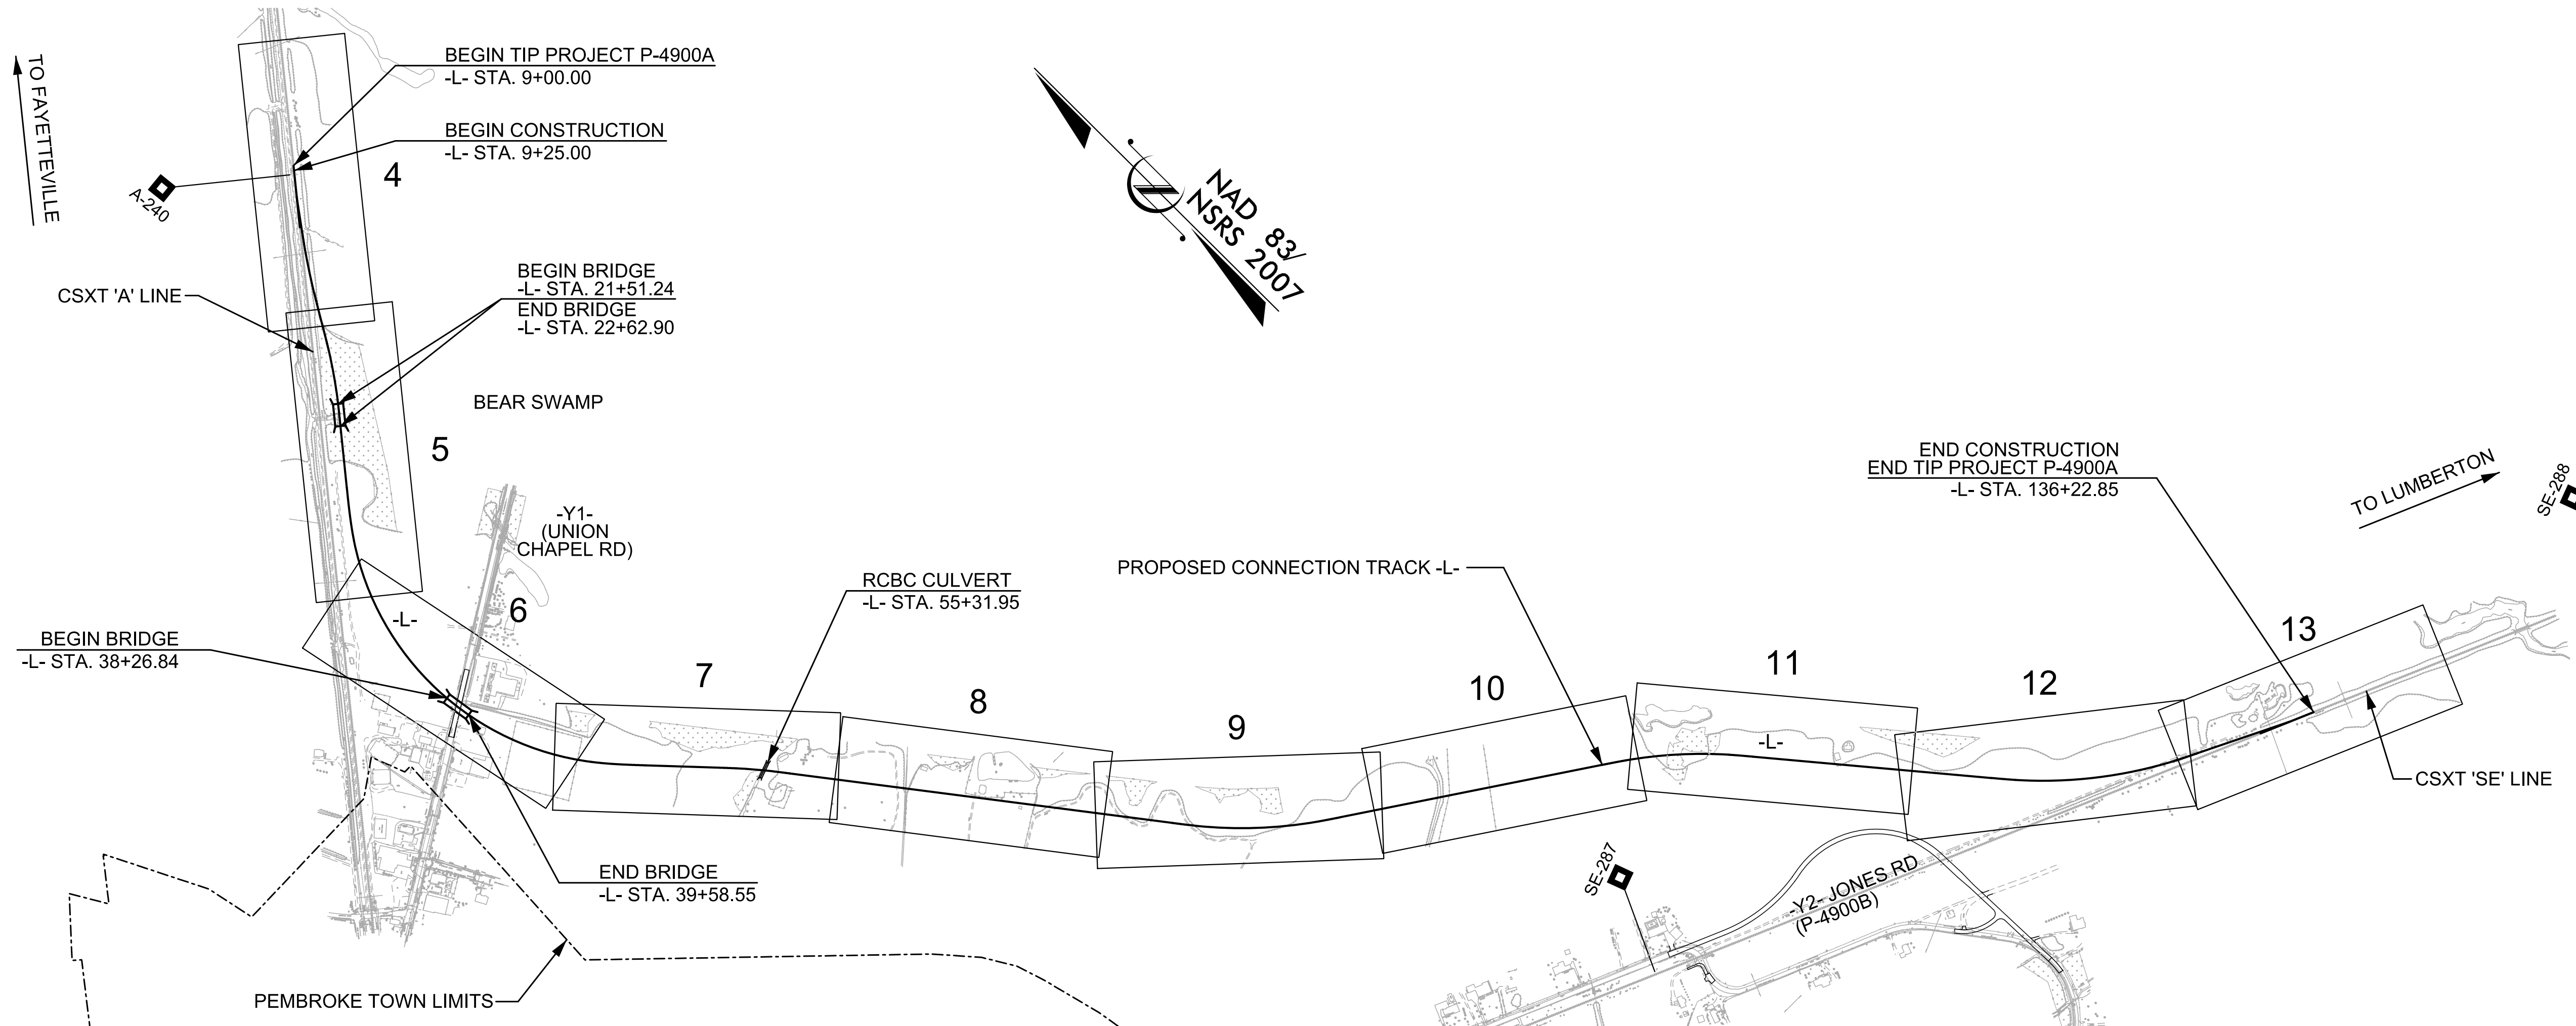 TO FAYETTEVILLE
BEGIN TIP PROJECT P-4900A
-L- STA. 9+00.00
BEGIN CONSTRUCTION
-L- STA. 9+25.00
4
A-240
NAD 83/
NSRS 2007
CSXT 'A' LINE
BEGIN BRIDGE
-L- STA. 21+51.24
END BRIDGE
-L- STA. 22+62.90
BEAR SWAMP
5
-Y1-
(UNION
CHAPEL RD)
6
-L-
BEGIN BRIDGE
-L- STA. 38+26.84
RCBC CULVERT
-L- STA. 55+31.95
7
8
9
PROPOSED CONNECTION TRACK -L-
10
11
-L-
12
END CONSTRUCTION
END TIP PROJECT P-4900A
-L- STA. 136+22.85
TO LUMBERTON
SE-288
13
CSXT 'SE' LINE
END BRIDGE
-L- STA. 39+58.55
SE-287
-Y2- JONES RD
(P-4900B)
PEMBROKE TOWN LIMITS